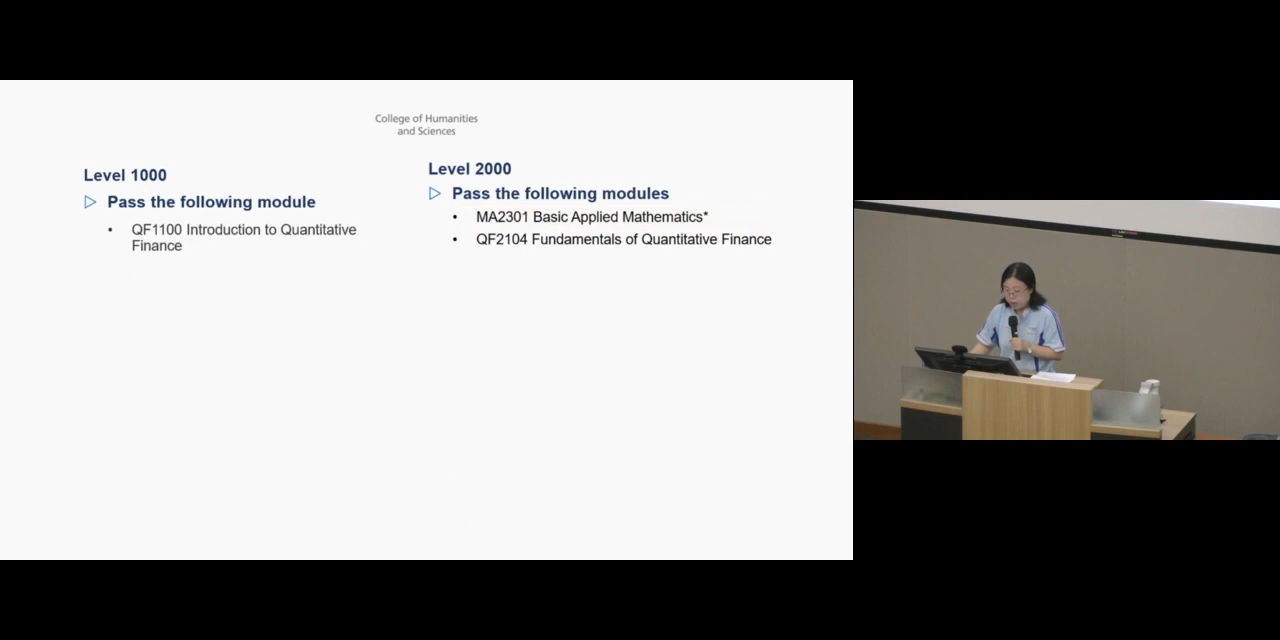 College of Humanities
and Sciences
Level 1000
▷ Pass the following module
• QF1100 Introduction to Quantitative
Finance
Level 2000
▷ Pass the following modules
• MA2301 Basic Applied Mathematics*
• QF2104 Fundamentals of Quantitative Finance